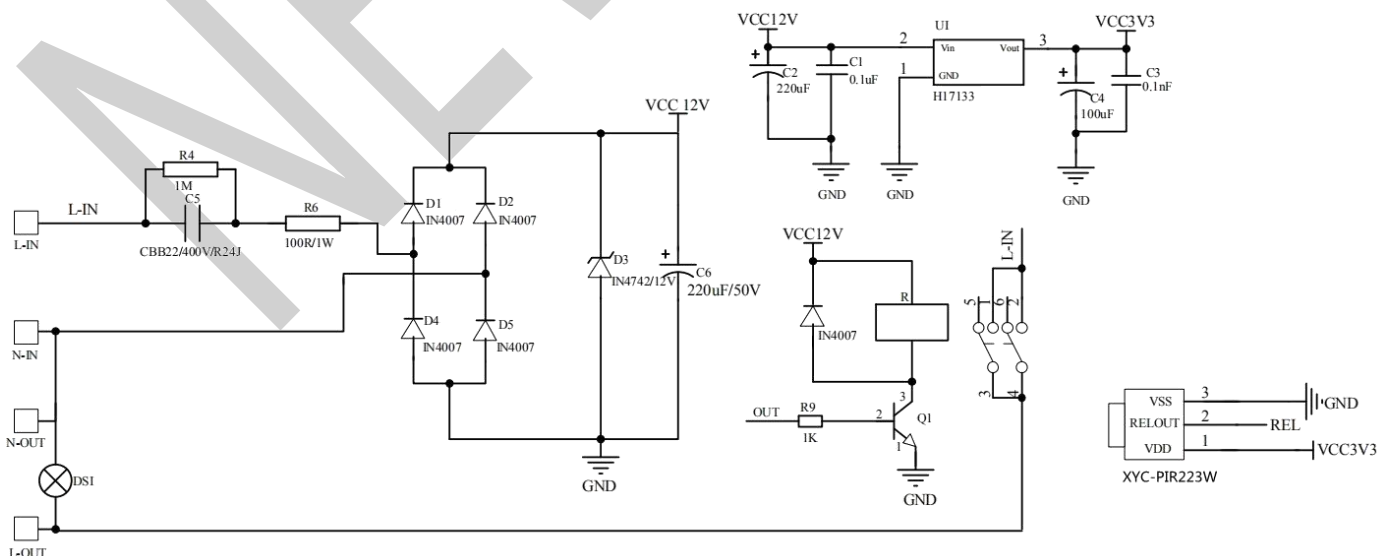 VCC12V
UI
VCC3V3
2
Vin
Vout
3
1
GND
H17133
C2
220uF
C1
0.1uF
C4
100uF
C3
0.1nF
GND
GND
GND
VCC 12V
R4
1M
C5
CBB22/400V/R24J
L-IN
L-IN
R6
100R/1W
D1
IN4007
D2
IN4007
D3
IN4742/12V
C6
220uF/50V
D4
IN4007
D5
IN4007
GND
N-IN
N-OUT
DS1
L-OUT
VCC12V
R
IN4007
OUT
R9
1K
2
3
Q1
1
GND
L-IN
5
1
6
2
3
4
VSS
3
GND
RELOUT
2
REL
VDD
1
VCC3V3
XYC-PIR223W